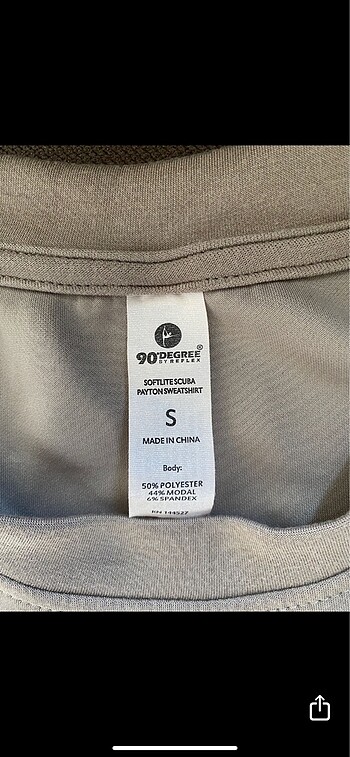 90°DEGREE®
BY REFLEX
SOFTLITE SCUBA
PAYTON SWEATSHIRT
S
MADE IN CHINA
Body:
50% POLYESTER
44% MODAL
6% SPANDEX
RN 144527